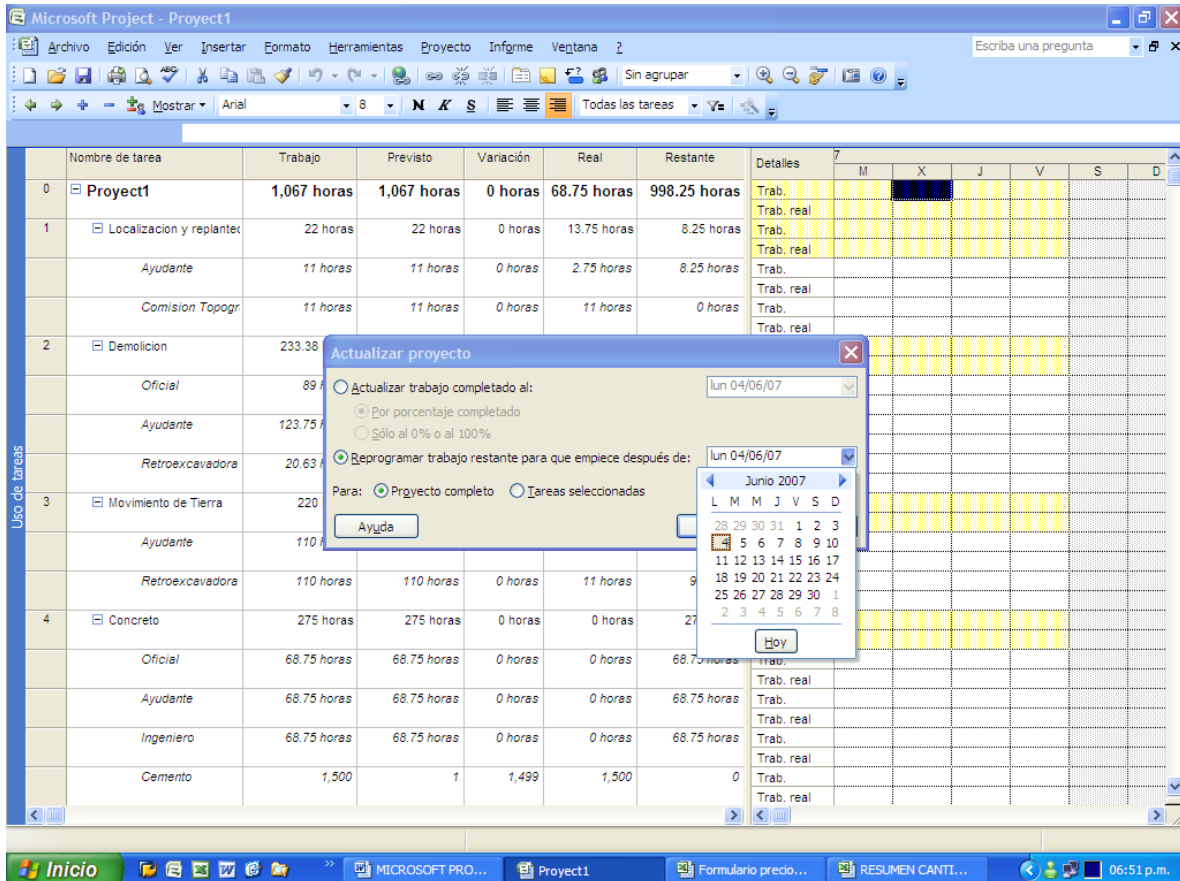 Microsoft Project - Proyect1
Archivo Edición Ver Insertar Formato Herramientas Proyecto Informe Ventana ? Escriba una pregunta
ABC Sin agrupar
Mostrar Arial 8 N K S Todas las tareas
Nombre de tarea Trabajo Previsto Variación Real Restante Detalles 7
M X J V S D
0 Proyect1 1,067 horas 1,067 horas 0 horas 68.75 horas 998.25 horas Trab.
Trab. real
1 Localizacion y replanteo 22 horas 22 horas 0 horas 13.75 horas 8.25 horas Trab.
Trab. real
Ayudante 11 horas 11 horas 0 horas 2.75 horas 8.25 horas Trab.
Trab. real
Comision Topogr 11 horas 11 horas 0 horas 11 horas 0 horas Trab.
Trab. real
2 Demolicion 233.38
Oficial 89
Ayudante 123.75
Retroexcavadora 20.63
3 Movimiento de Tierra 220
Ayudante 110
Retroexcavadora 110 horas 110 horas 0 horas 11 horas 9
4 Concreto 275 horas 275 horas 0 horas 0 horas 27
Oficial 68.75 horas 68.75 horas 0 horas 0 horas 68.75 horas Trab.
Trab. real
Ayudante 68.75 horas 68.75 horas 0 horas 0 horas 68.75 horas Trab.
Trab. real
Ingeniero 68.75 horas 68.75 horas 0 horas 0 horas 68.75 horas Trab.
Trab. real
Cemento 1,500 1 1,499 1,500 0 Trab.
Trab. real
Uso de tareas
Actualizar proyecto
Actualizar trabajo completado al: lun 04/06/07
Por porcentaje completado
Sólo al 0% o al 100%
Reprogramar trabajo restante para que empiece después de: lun 04/06/07
Para: Proyecto completo Tareas seleccionadas
Ayuda
Junio 2007
L M M J V S D
28 29 30 31 1 2 3
4 5 6 7 8 9 10
11 12 13 14 15 16 17
18 19 20 21 22 23 24
25 26 27 28 29 30 1
2 3 4 5 6 7 8
Hoy
Inicio » MICROSOFT PRO... Proyect1 Formulario precio... RESUMEN CANTI... 06:51 p.m.